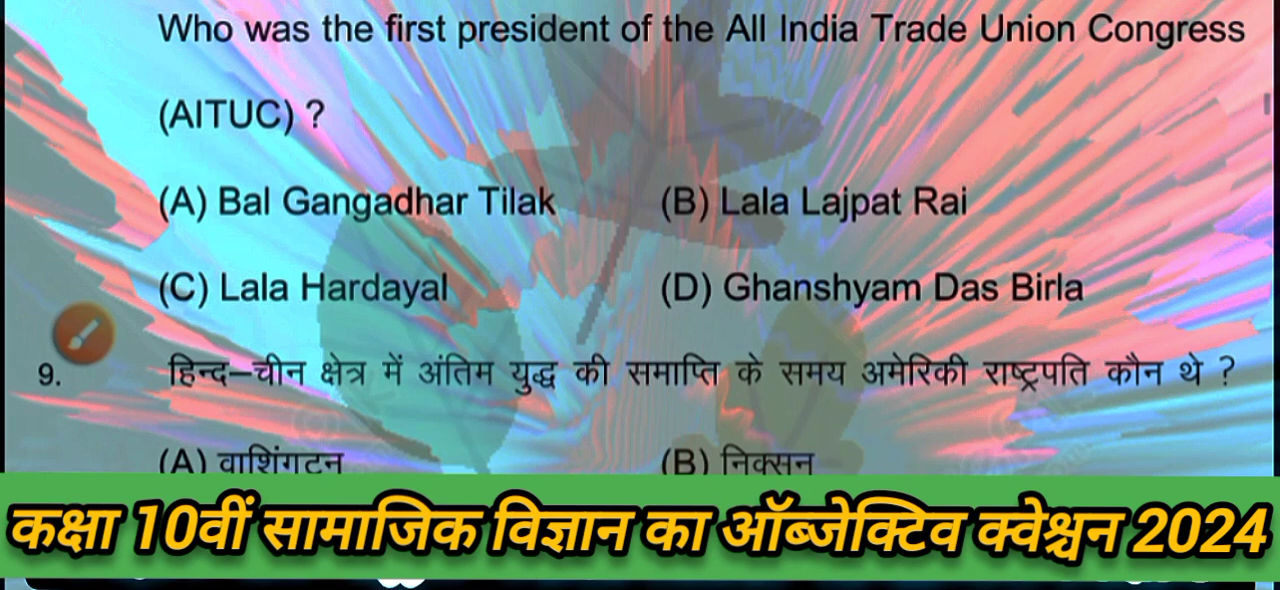 Who was the first president of the All India Trade Union Congress
(AITUC) ?
(A) Bal Gangadhar Tilak (B) Lala Lajpat Rai
(C) Lala Hardayal (D) Ghanshyam Das Birla
9. हिन्द–चीन क्षेत्र में अंतिम युद्ध की समाप्ति के समय अमेरिकी राष्ट्रपति कौन थे ?
(A) वाशिंगटन (B) निक्सन
कक्षा 10वीं सामाजिक विज्ञान का ऑब्जेक्टिव क्वेश्चन 2024